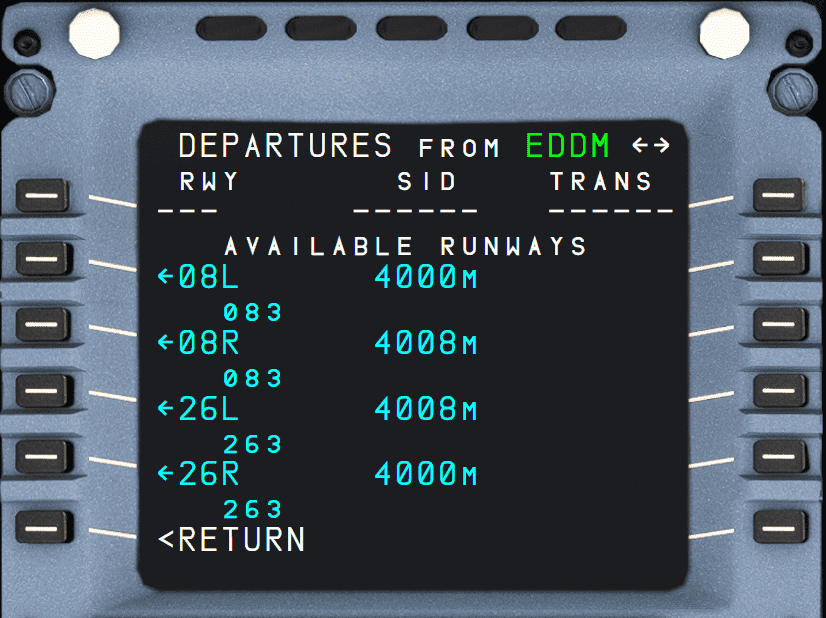 DEPARTURES FROM EDDM ←→
RWY SID TRANS
--- ------ ------
AVAILABLE RUNWAYS
←08L 4000M
083
←08R 4008M
083
←26L 4008M
263
←26R 4000M
263
<RETURN